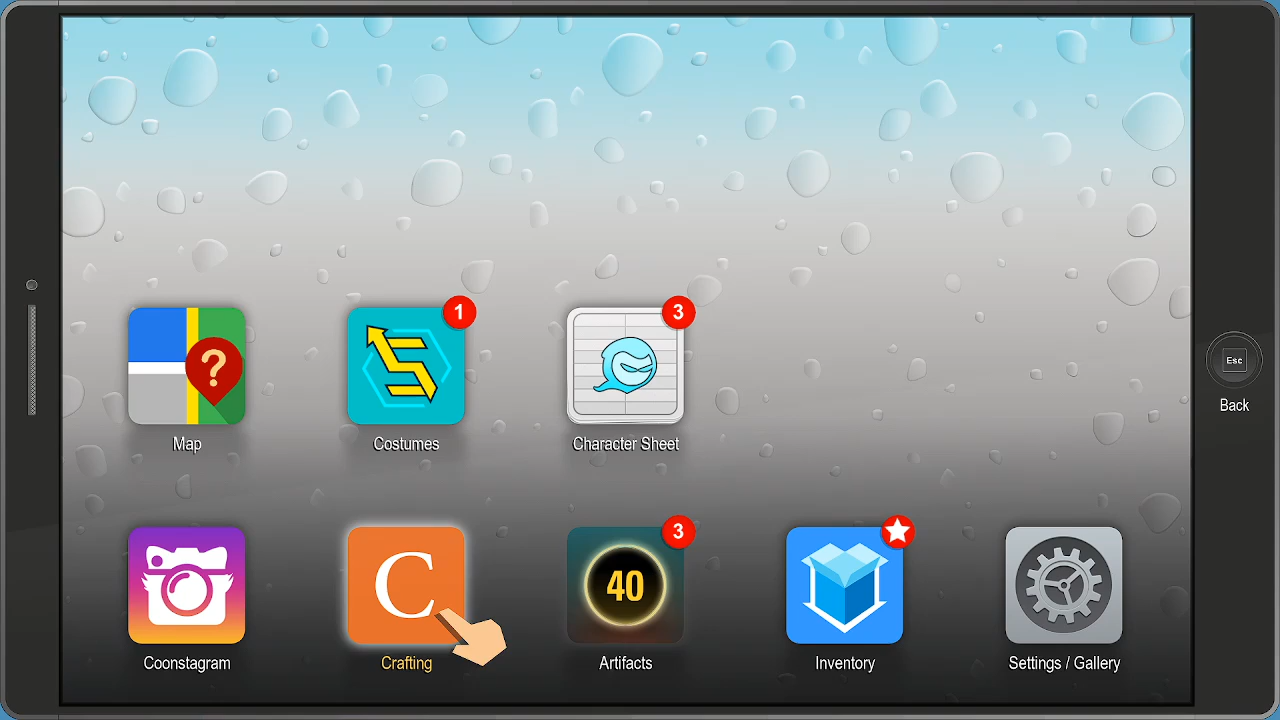 1
3
?
Map
Costumes
Character Sheet
Esc
Back
3
C
40
Coonstagram
Crafting
Artifacts
Inventory
Settings / Gallery